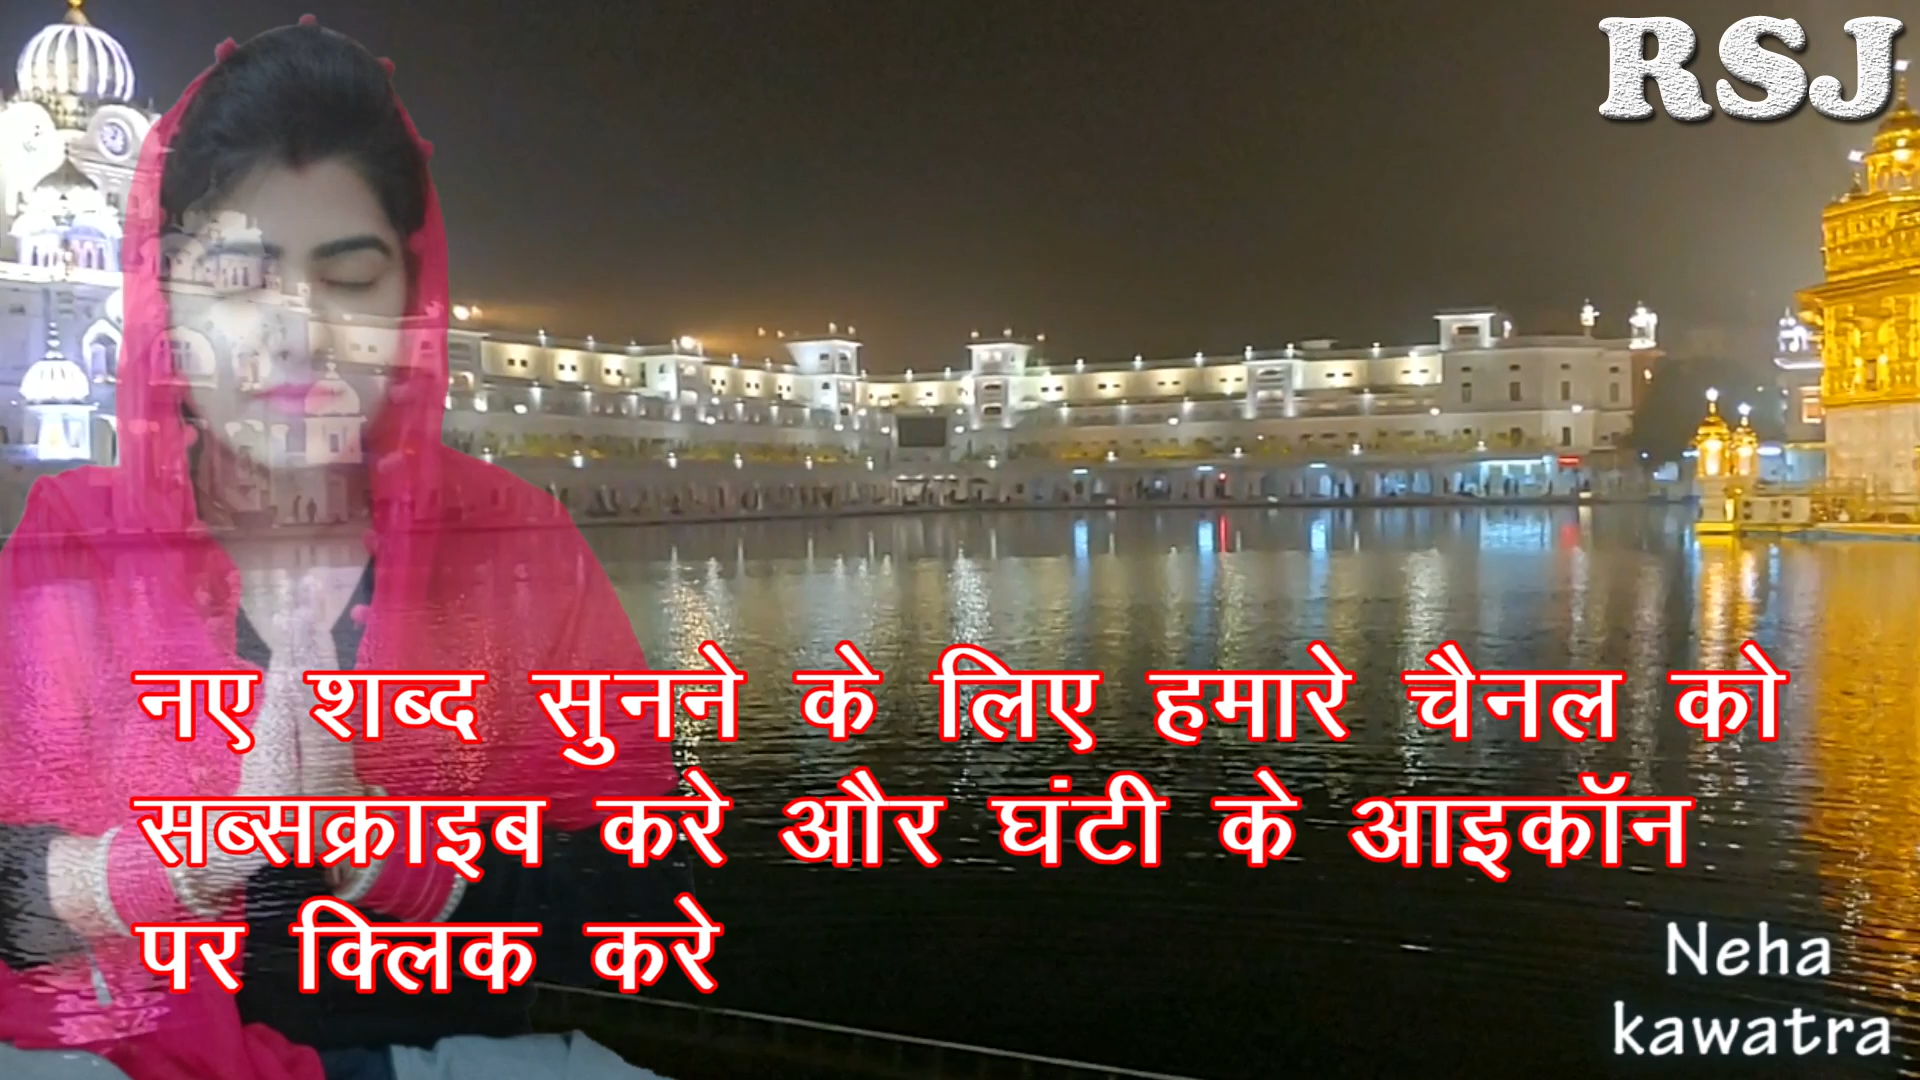 RSJ
नए शब्द सुनने के लिए हमारे चैनल को
सब्सक्राइब करे और घंटी के आइकॉन
पर क्लिक करे
Neha
kawatra